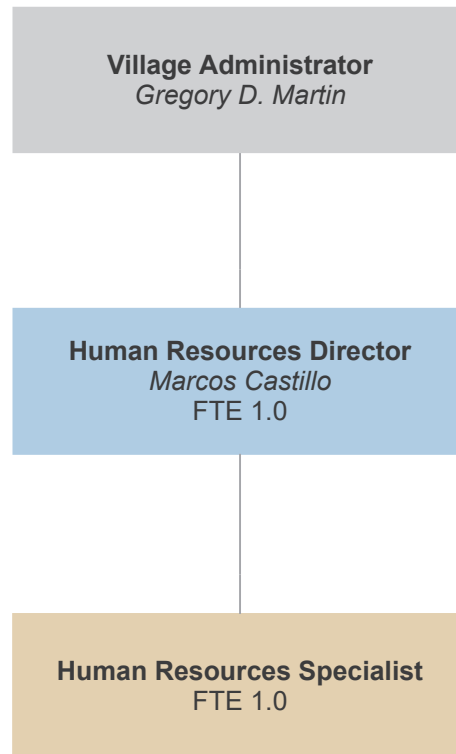 Village Administrator
Gregory D. Martin
Human Resources Director
Marcos Castillo
FTE 1.0
Human Resources Specialist
FTE 1.0